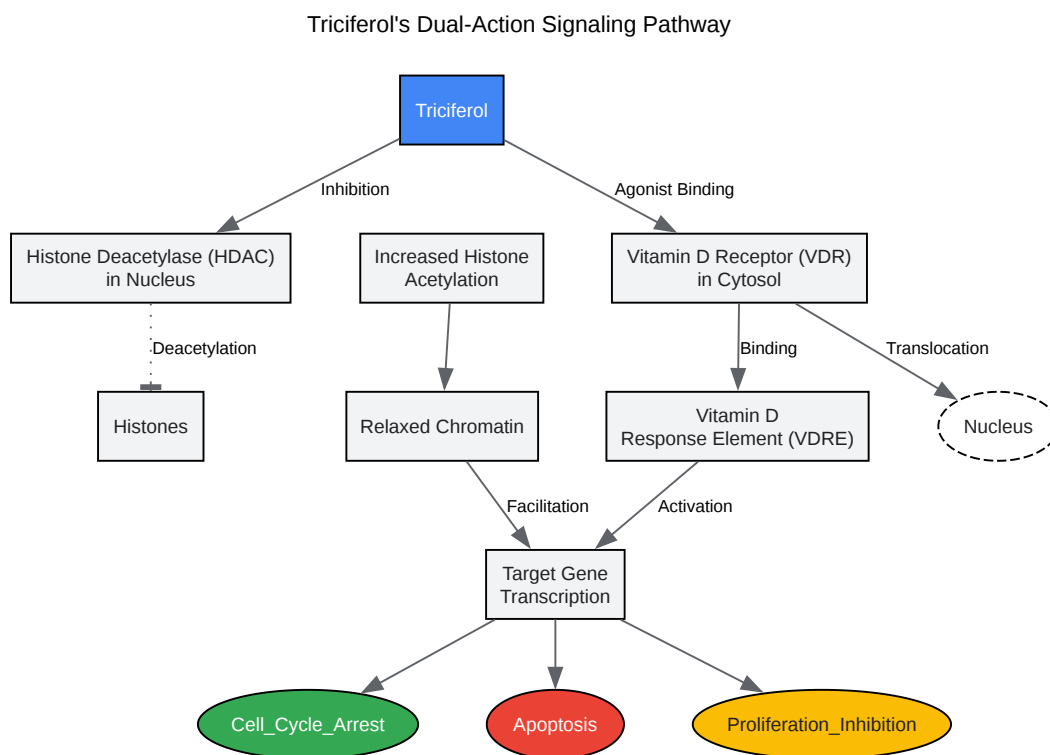 Triciferol's Dual-Action Signaling Pathway
Triciferol
Inhibition
Agonist Binding
Histone Deacetylase (HDAC)
in Nucleus
Increased Histone
Acetylation
Vitamin D Receptor (VDR)
in Cytosol
Deacetylation
Binding
Translocation
Histones
Relaxed Chromatin
Vitamin D
Response Element (VDRE)
Nucleus
Facilitation
Activation
Target Gene
Transcription
Cell_Cycle_Arrest
Apoptosis
Proliferation_Inhibition